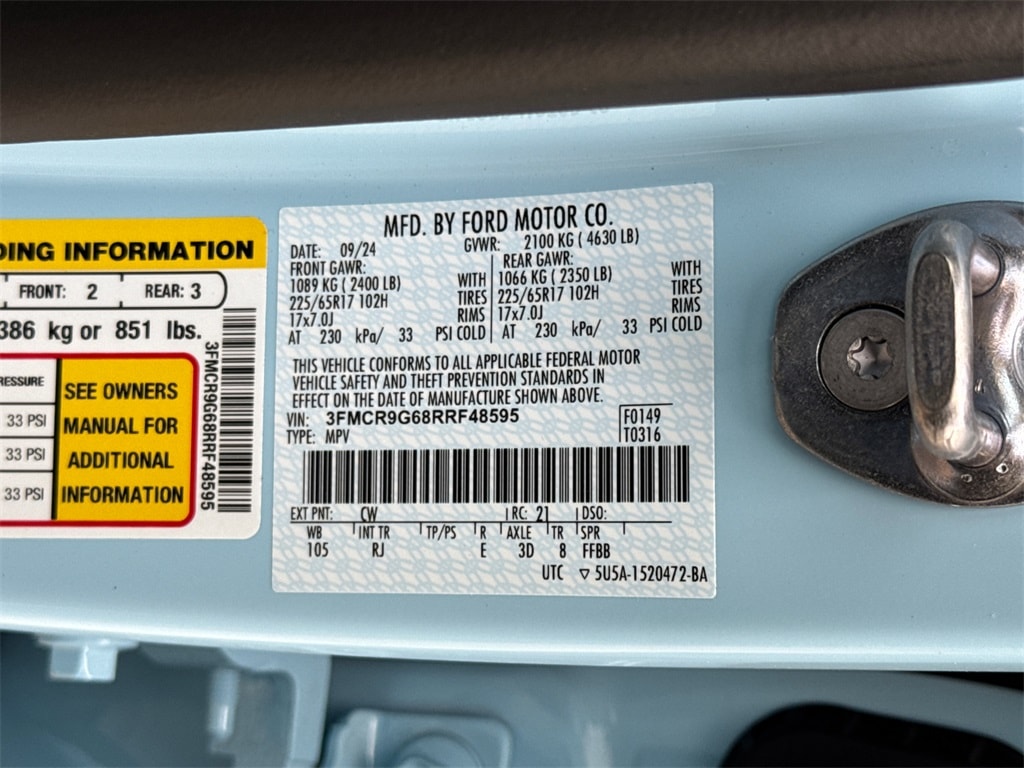 DING INFORMATION
FRONT: 2 REAR: 3
386 kg or 851 lbs.
RESSURE
33 PSI
33 PSI
33 PSI
SEE OWNERS
MANUAL FOR
ADDITIONAL
INFORMATION
3FMCR9G68RRF48595
MFD. BY FORD MOTOR CO.
DATE: 09/24 GVWR: 2100 KG ( 4630 LB)
FRONT GAWR: REAR GAWR:
1089 KG ( 2400 LB) WITH 1066 KG ( 2350 LB) WITH
225/65R17 102H TIRES 225/65R17 102H TIRES
17x7.0J RIMS 17x7.0J RIMS
AT 230 kPa/ 33 PSI COLD AT 230 kPa/ 33 PSI COLD
THIS VEHICLE CONFORMS TO ALL APPLICABLE FEDERAL MOTOR
VEHICLE SAFETY AND THEFT PREVENTION STANDARDS IN
EFFECT ON THE DATE OF MANUFACTURE SHOWN ABOVE.
VIN: 3FMCR9G68RRF48595 F0149
TYPE: MPV T0316
EXT PNT: CW RC: 21 DSO:
WB INT TR TP/PS R AXLE TR SPR
105 RJ E 3D 8 FFBB
UTC ▽ 5U5A-1520472-BA